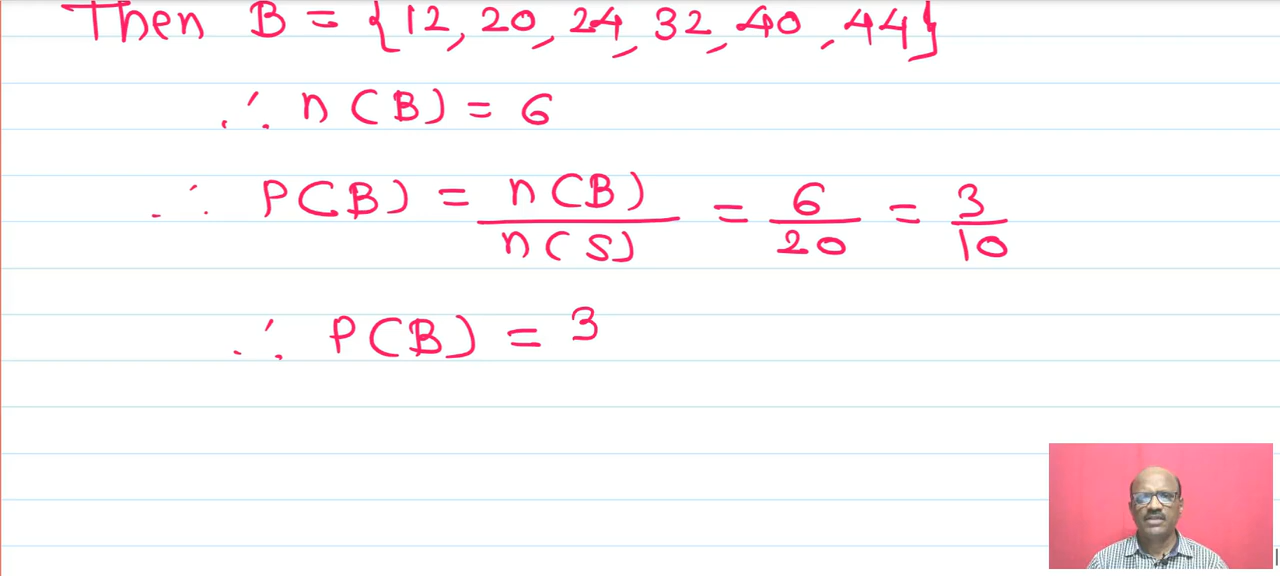 Then B = {12, 20, 24, 32, 40, 44}
∴ n(B) = 6
∴ P(B) = n(B)/n(S) = 6/20 = 3/10
∴ P(B) = 3